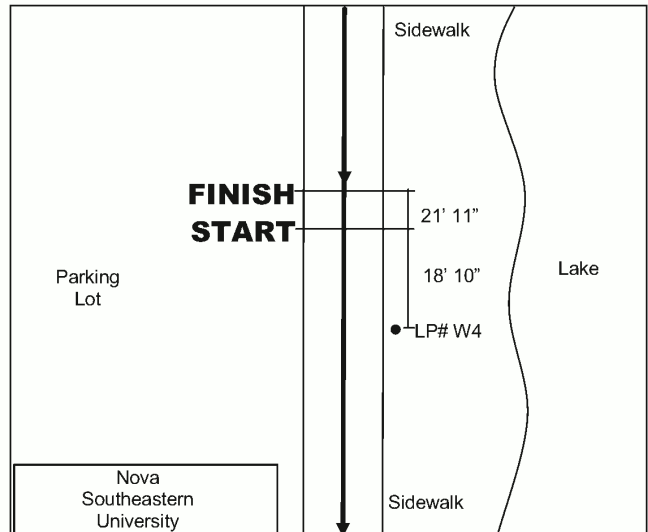 Sidewalk
FINISH
21' 11"
START
18' 10"
Parking
Lot
Lake
LP# W4
Nova
Southeastern
University
Sidewalk